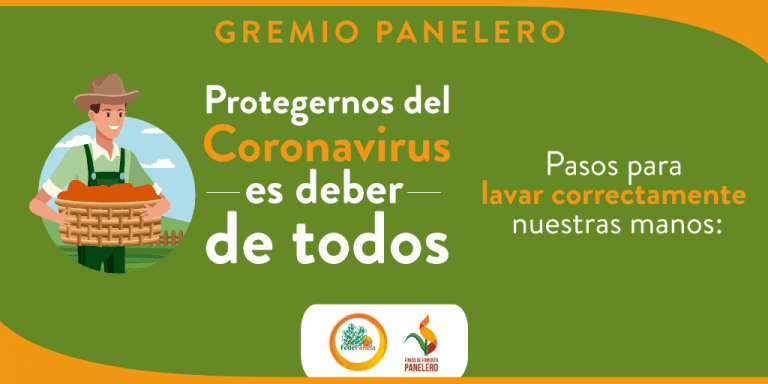 GREMIO PANELERO
Protegernos del
Coronavirus
es deber
de todos
Pasos para
lavar correctamente
nuestras manos:
FedePanela
FONDO DE FOMENTO
PANELERO